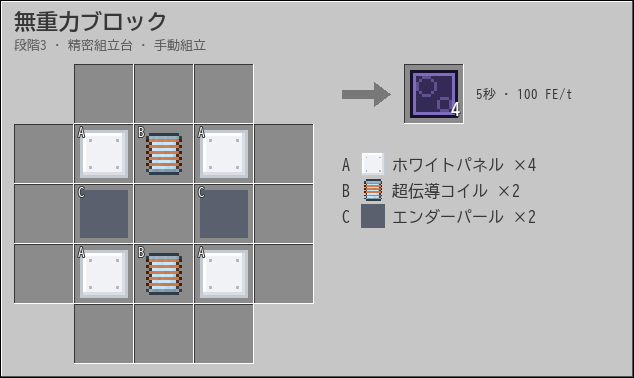 無重力ブロック
段階3 · 精密組立台 · 手動組立
A B A
C C
A B A
4
5秒 · 100 FE/t
A ホワイトパネル ×4
B 超伝導コイル ×2
C エンダーパール ×2